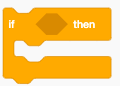 if then